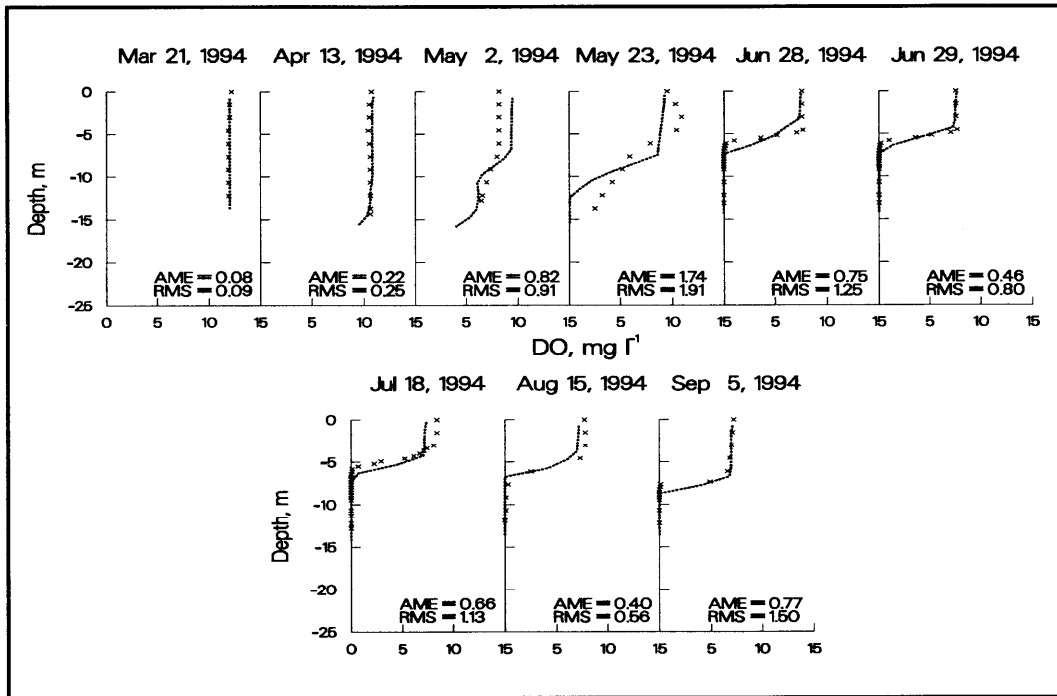 Mar 21, 1994 Apr 13, 1994 May 2, 1994 May 23, 1994 Jun 28, 1994 Jun 29, 1994
0
-5
-10
-15
-20
-25
Depth, m
AME = 0.08 AME = 0.22 AME = 0.82 AME = 1.74 AME = 0.75 AME = 0.46
RMS = 0.09 RMS = 0.25 RMS = 0.91 RMS = 1.91 RMS = 1.25 RMS = 0.80
0 5 10 15 5 10 15 5 10 15 5 10 15 5 10 15 5 10 15
DO, mg l¹
Jul 18, 1994 Aug 15, 1994 Sep 5, 1994
0
-5
-10
-15
-20
-25
Depth, m
AME = 0.66 AME = 0.40 AME = 0.77
RMS = 1.13 RMS = 0.56 RMS = 1.50
0 5 10 15 5 10 15 5 10 15